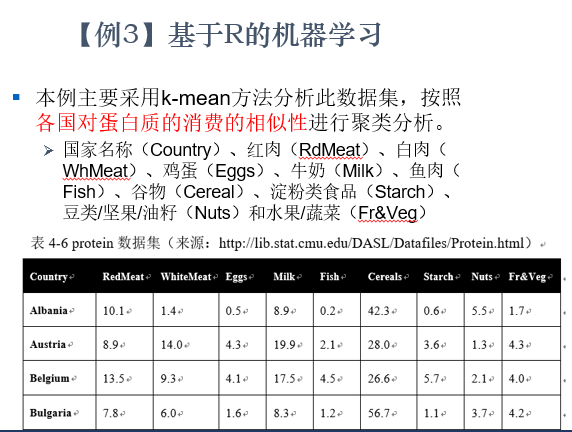 【例3】基于R的机器学习
本例主要采用k-mean方法分析此数据集，按照
各国对蛋白质的消费的相似性进行聚类分析。
国家名称（Country）、红肉（RdMeat）、白肉（
WhMeat）、鸡蛋（Eggs）、牛奶（Milk）、鱼肉（
Fish）、谷物（Cereal）、淀粉类食品（Starch）、
豆类/坚果/油籽（Nuts）和水果/蔬菜（Fr&Veg）
表 4-6 protein 数据集（来源：http://lib.stat.cmu.edu/DASL/Datafiles/Protein.html）
Country RedMeat WhiteMeat Eggs Milk Fish Cereals Starch Nuts Fr&Veg
Albania 10.1 1.4 0.5 8.9 0.2 42.3 0.6 5.5 1.7
Austria 8.9 14.0 4.3 19.9 2.1 28.0 3.6 1.3 4.3
Belgium 13.5 9.3 4.1 17.5 4.5 26.6 5.7 2.1 4.0
Bulgaria 7.8 6.0 1.6 8.3 1.2 56.7 1.1 3.7 4.2